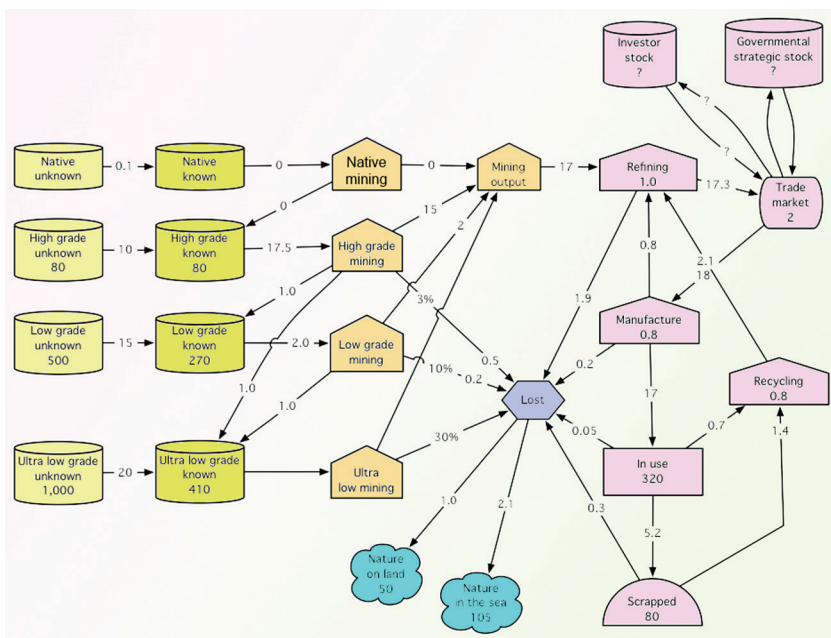 Investor
stock
?
Governmental
strategic stock
?
?
?
Native
unknown
0.1
Native
known
0
Native
mining
0
Mining
output
17
Refining
1.0
17.3
Trade
market
2
0
15
2
High grade
unknown
80
10
High grade
known
80
17.5
High grade
mining
0.8
2.1
18
1.0
3%
1.9
Low grade
unknown
500
15
Low grade
known
270
2.0
Low grade
mining
Manufacture
0.8
0.5
10%
0.2
0.2
1.0
1.0
Lost
17
Recycling
0.8
30%
0.05
0.7
1.4
Ultra low grade
unknown
1,000
20
Ultra low grade
known
410
Ultra
low mining
In use
320
1.0
2.1
0.3
5.2
Nature
on land
50
Nature
in the sea
105
Scrapped
80